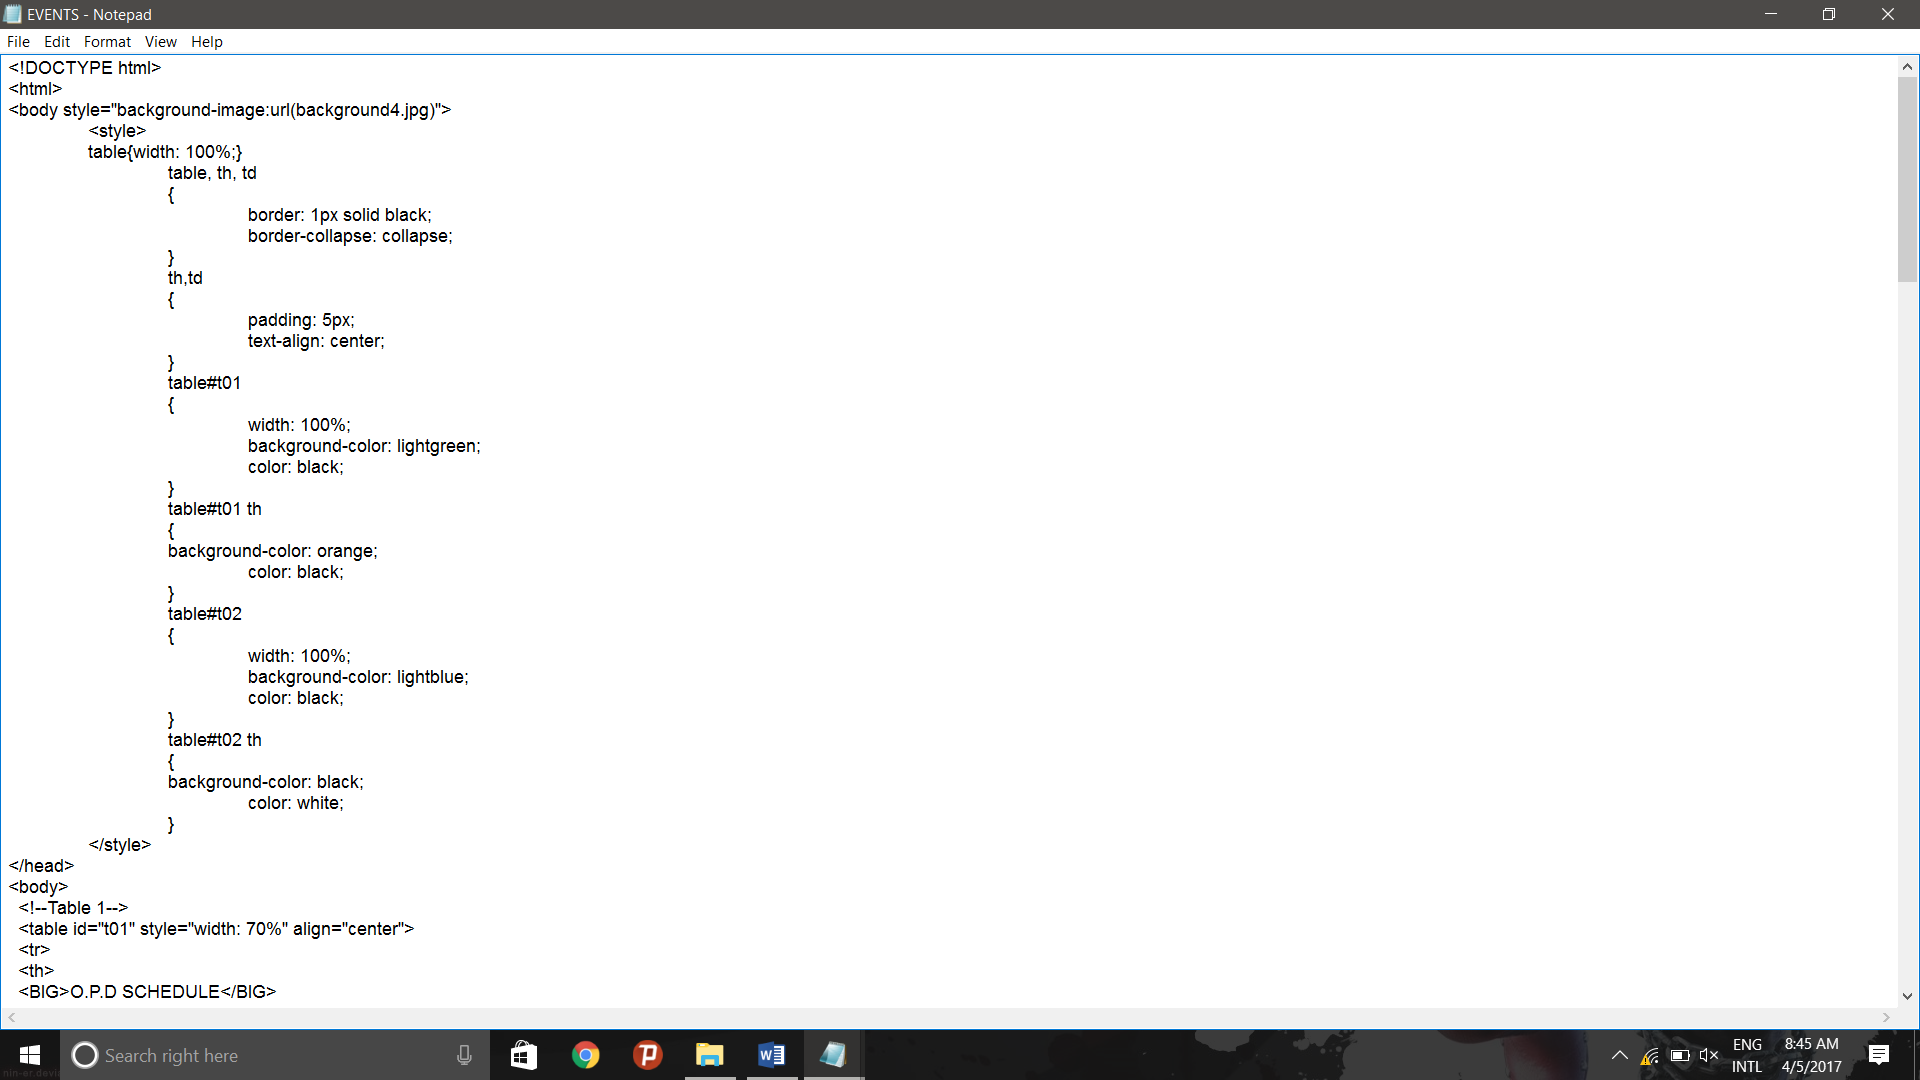 EVENTS - Notepad
File Edit Format View Help
<!DOCTYPE html>
<html>
<body style="background-image:url(background4.jpg)">
<style>
table{width: 100%;}
table, th, td
{
border: 1px solid black;
border-collapse: collapse;
}
th,td
{
padding: 5px;
text-align: center;
}
table#t01
{
width: 100%;
background-color: lightgreen;
color: black;
}
table#t01 th
{
background-color: orange;
color: black;
}
table#t02
{
width: 100%;
background-color: lightblue;
color: black;
}
table#t02 th
{
background-color: black;
color: white;
}
</style>
</head>
<body>
<!--Table 1-->
<table id="t01" style="width: 70%" align="center">
<tr>
<th>
<BIG>O.P.D SCHEDULE</BIG>
Search right here
ENG
INTL
8:45 AM
4/5/2017